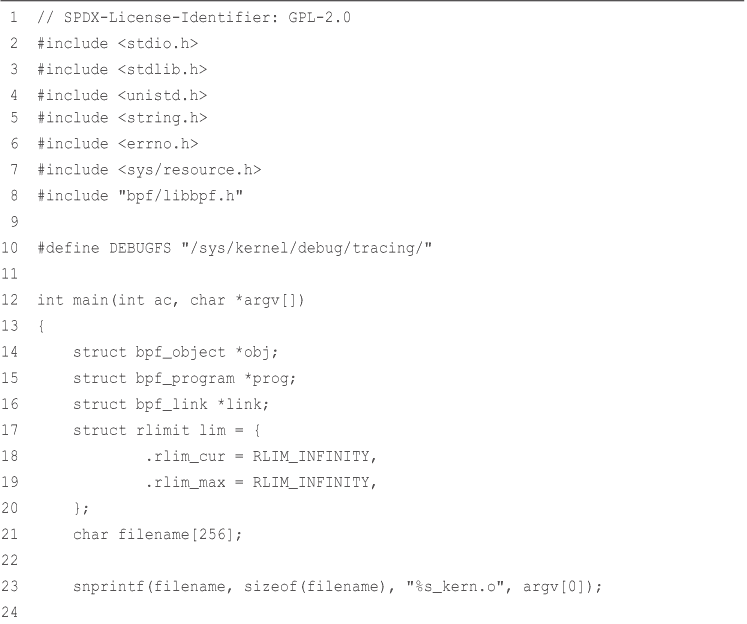 1 // SPDX-License-Identifier: GPL-2.0
2 #include <stdio.h>
3 #include <stdlib.h>
4 #include <unistd.h>
5 #include <string.h>
6 #include <errno.h>
7 #include <sys/resource.h>
8 #include "bpf/libbpf.h"
9
10 #define DEBUGFS "/sys/kernel/debug/tracing/"
11
12 int main(int ac, char *argv[])
13 {
14     struct bpf_object *obj;
15     struct bpf_program *prog;
16     struct bpf_link *link;
17     struct rlimit lim = {
18             .rlim_cur = RLIM_INFINITY,
19             .rlim_max = RLIM_INFINITY,
20     };
21     char filename[256];
22
23     snprintf(filename, sizeof(filename), "%s_kern.o", argv[0]);
24